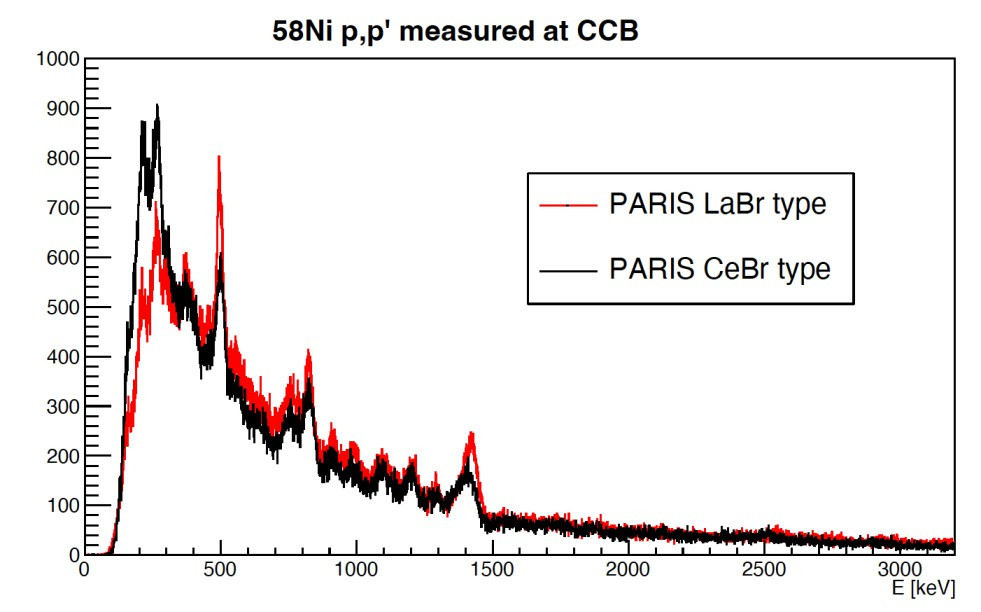 58Ni p,p' measured at CCB
1000
900
800
700
600
500
400
300
200
100
0
PARIS LaBr type
PARIS CeBr type
0 500 1000 1500 2000 2500 3000
E [keV]